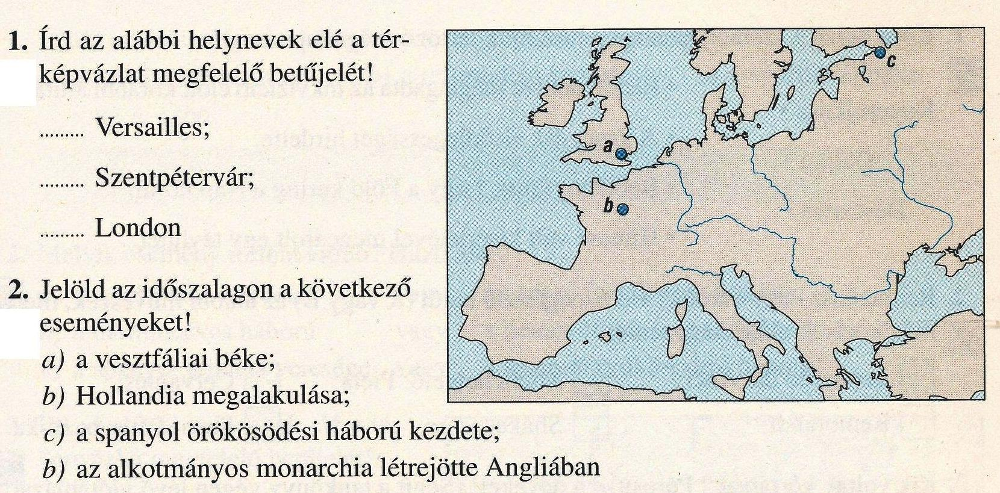 1. Írd az alábbi helynevek elé a tér-
képvázlat megfelelő betűjelét!
......... Versailles;
......... Szentpétervár;
......... London
a
b
c
2. Jelöld az időszalagon a következő
eseményeket!
a) a vesztfáliai béke;
b) Hollandia megalakulása;
c) a spanyol örökösödési háború kezdete;
b) az alkotmányos monarchia létrejötte Angliában